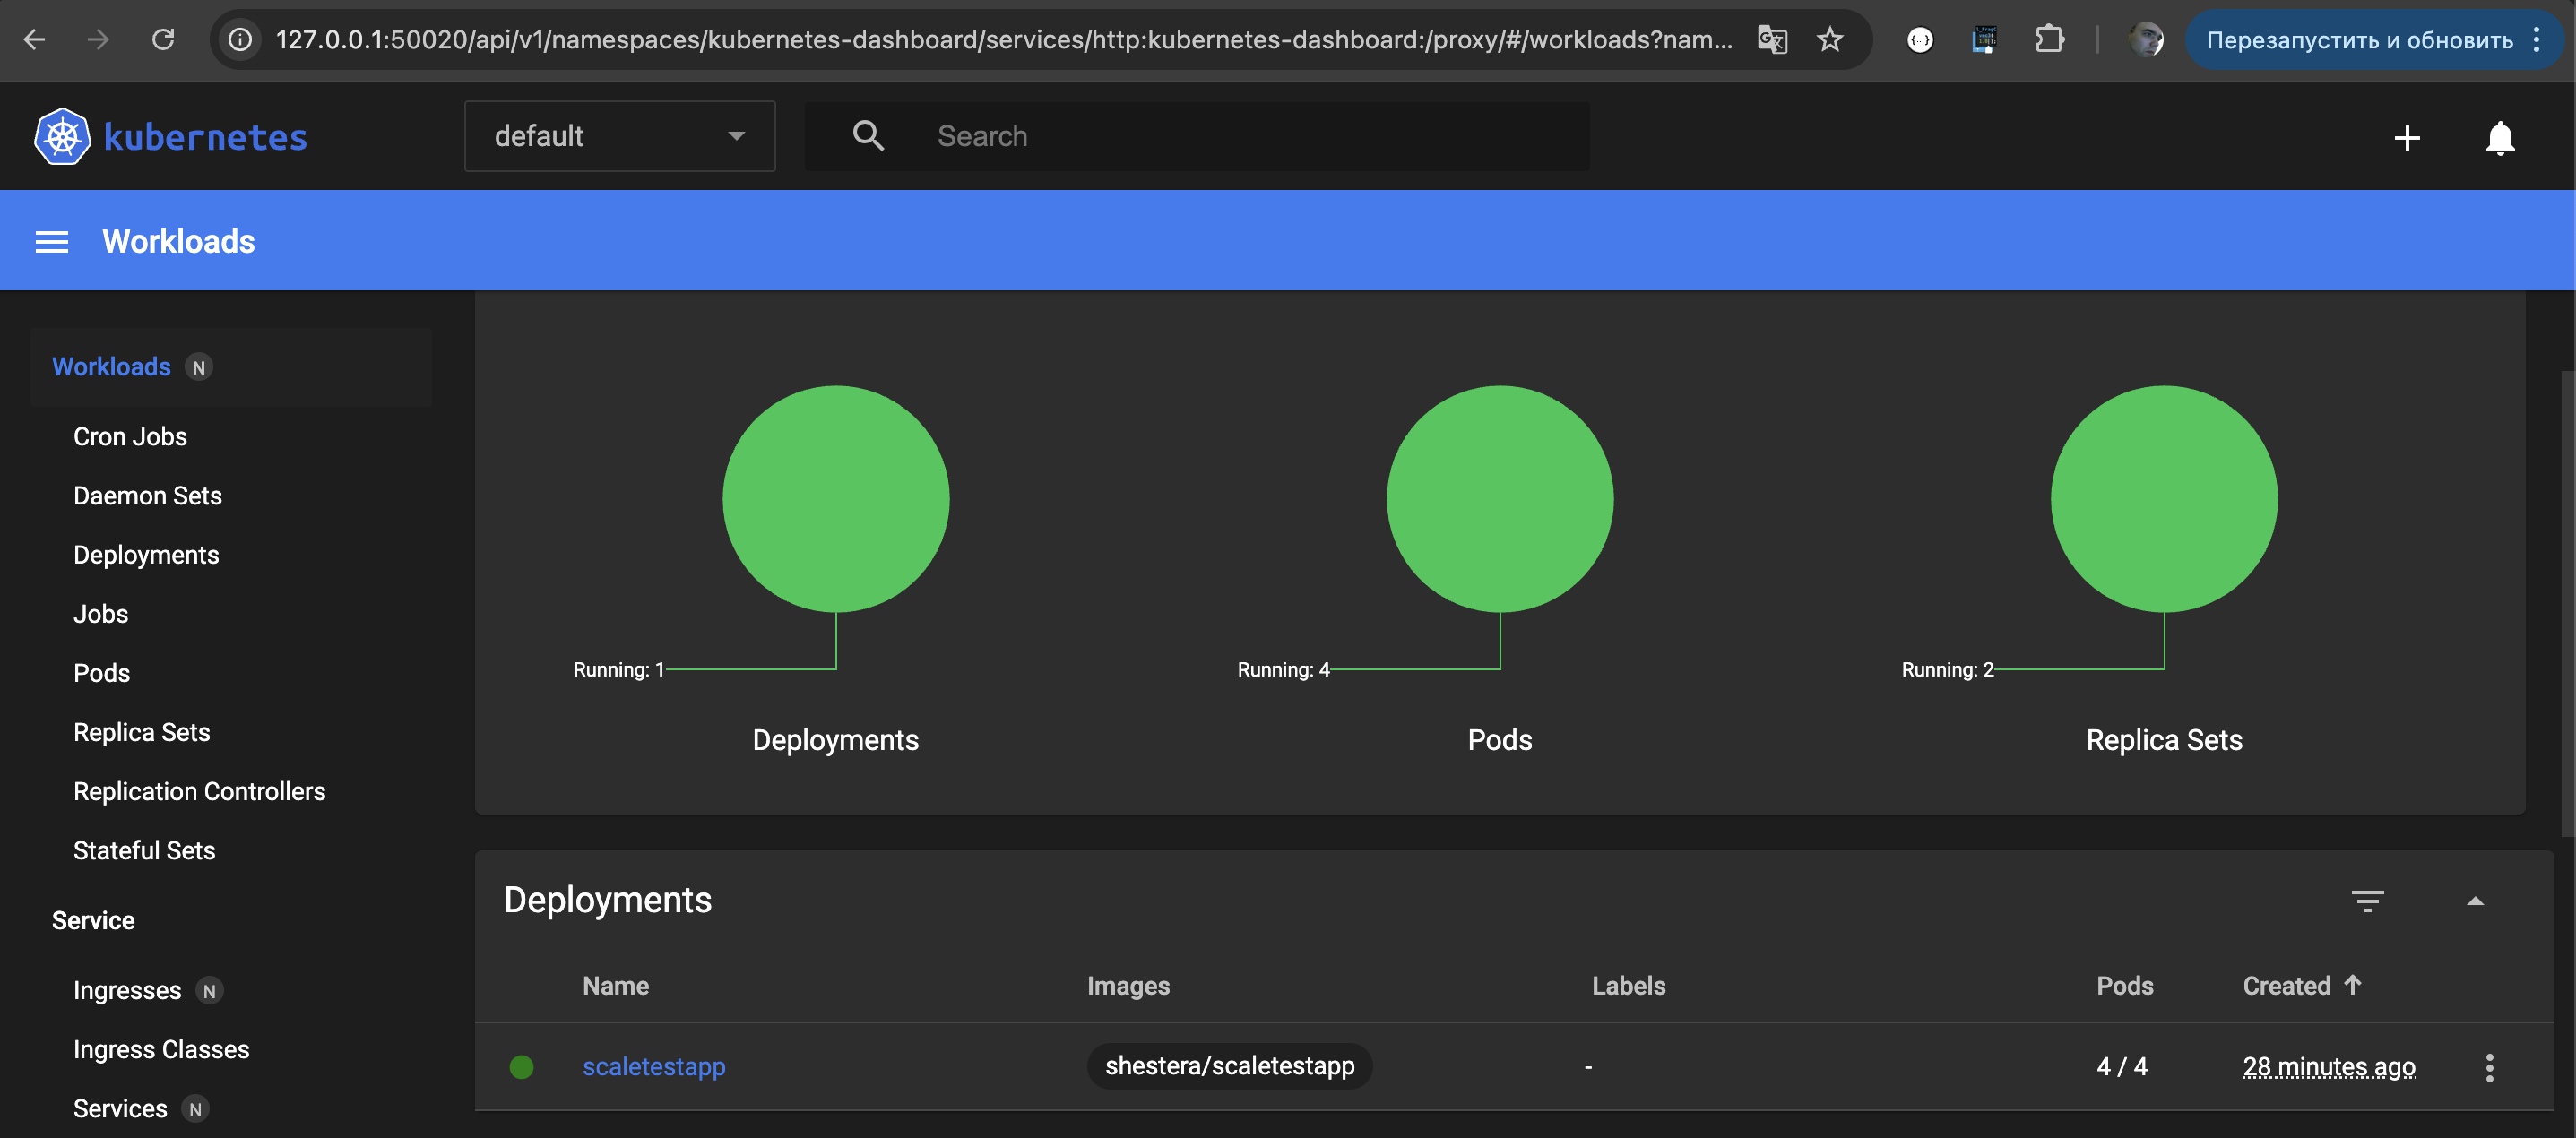 127.0.0.1:50020/api/v1/namespaces/kubernetes-dashboard/services/http:kubernetes-dashboard:/proxy/#/workloads?nam...
Перезапустить и обновить
kubernetes
default
Search
Workloads
Workloads N
Cron Jobs
Daemon Sets
Deployments
Jobs
Pods
Replica Sets
Replication Controllers
Stateful Sets
Service
Ingresses N
Ingress Classes
Services N
Running: 1
Deployments
Running: 4
Pods
Running: 2
Replica Sets
Deployments
Name Images Labels Pods Created
scaletestapp shestera/scaletestapp - 4 / 4 28 minutes ago